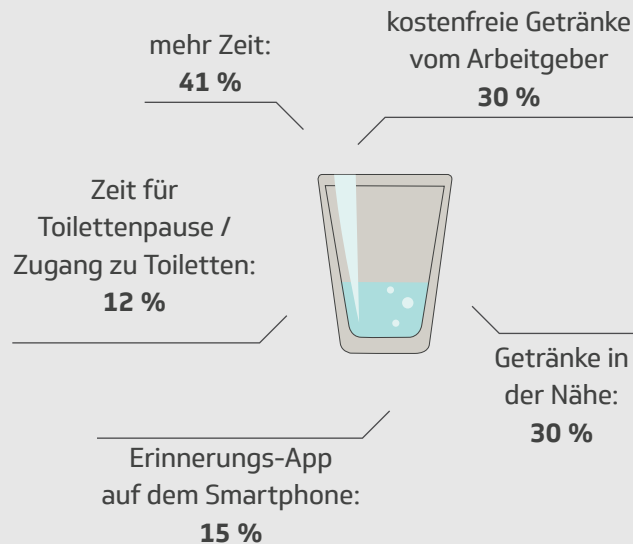 mehr Zeit:
41 %
kostenfreie Getränke
vom Arbeitgeber
30 %
Zeit für
Toilettenpause /
Zugang zu Toiletten:
12 %
Getränke in
der Nähe:
30 %
Erinnerungs-App
auf dem Smartphone:
15 %